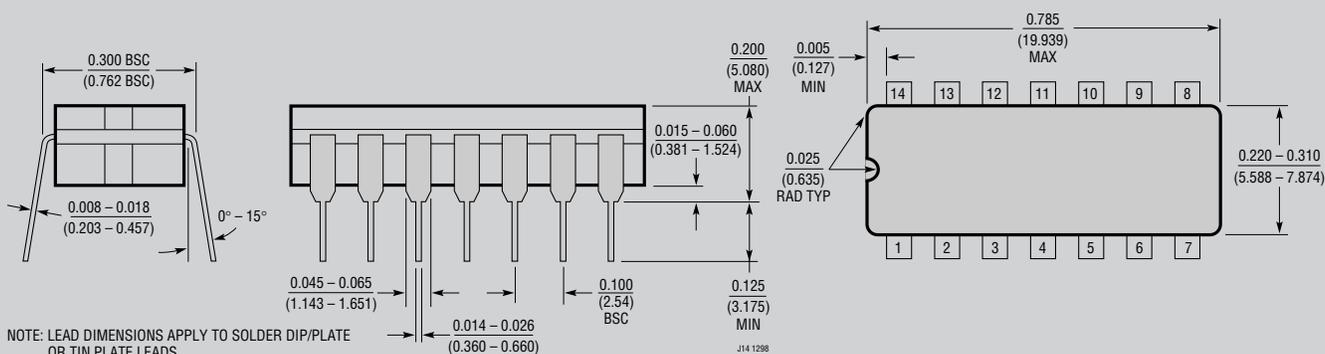 0.300 BSC
(0.762 BSC)
0.008 – 0.018
(0.203 – 0.457)
0° – 15°
0.045 – 0.065
(1.143 – 1.651)
0.014 – 0.026
(0.360 – 0.660)
0.100
(2.54)
BSC
0.015 – 0.060
(0.381 – 1.524)
0.200
(5.080)
MAX
0.125
(3.175)
MIN
J14 1298
0.005
(0.127)
MIN
0.785
(19.939)
MAX
14 13 12 11 10 9 8
0.025
(0.635)
RAD TYP
0.220 – 0.310
(5.588 – 7.874)
1 2 3 4 5 6 7
NOTE: LEAD DIMENSIONS APPLY TO SOLDER DIP/PLATE
OR TIN PLATE LEADS